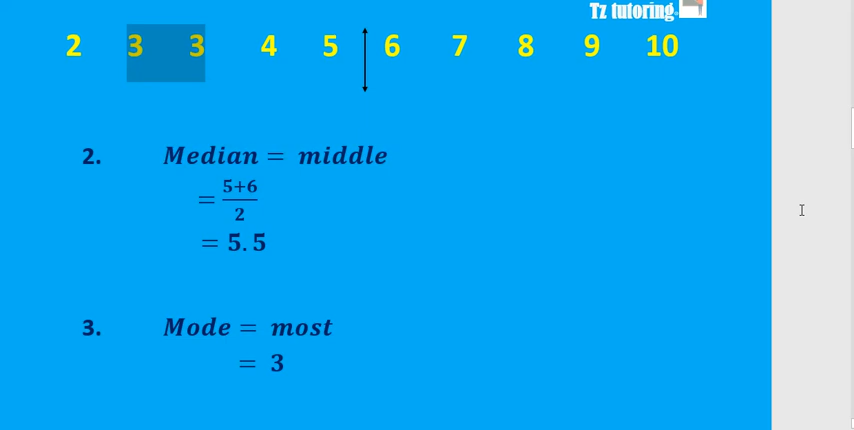 Tz tutoring.
2 3 3 4 5 6 7 8 9 10
2. Median = middle
= 5+6/2
= 5.5
3. Mode = most
= 3